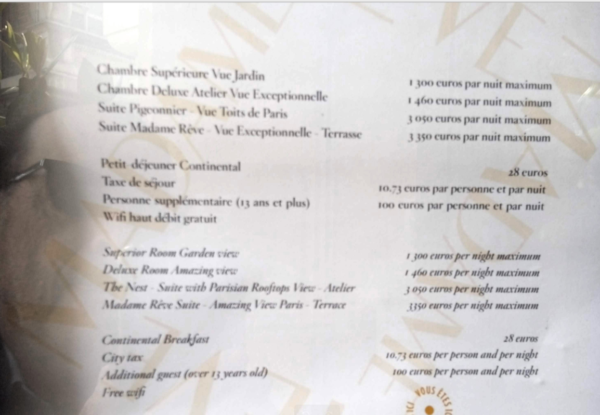 Chambre Supérieure Vue Jardin 1 300 euros par nuit maximum
Chambre Deluxe Atelier Vue Exceptionnelle 1 460 euros par nuit maximum
Suite Pigeonnier - Vue Toits de Paris 3 050 euros par nuit maximum
Suite Madame Rêve - Vue Exceptionnelle - Terrasse 3 350 euros par nuit maximum
Petit-déjeuner Continental 28 euros
Taxe de séjour 10.73 euros par personne et par nuit
Personne supplémentaire (13 ans et plus) 100 euros par personne et par nuit
Wifi haut débit gratuit
Superior Room Garden view 1 300 euros per night maximum
Deluxe Room Amazing view 1 460 euros per night maximum
The Nest - Suite with Parisian Rooftops View - Atelier 3 050 euros per night maximum
Madame Rêve Suite - Amazing View Paris - Terrace 3350 euros per night maximum
Continental Breakfast 28 euros
City tax 10.73 euros per person and per night
Additional guest (over 13 years old) 100 euros per person and per night
Free wifi
VOUS ÊTES ICI